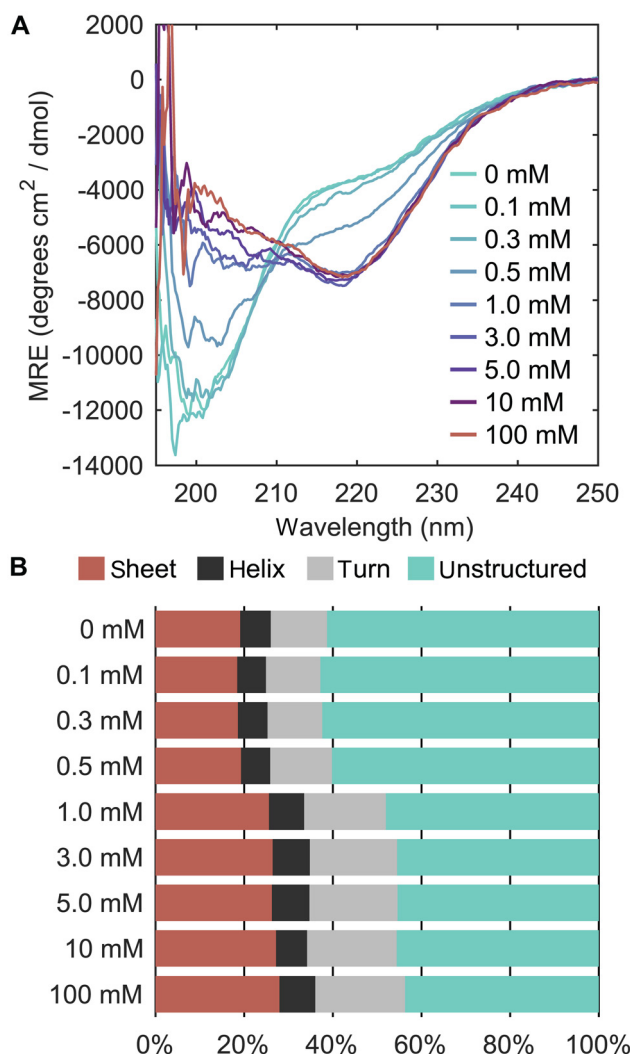 A
2000
0
-2000
-4000
-6000
-8000
-10000
-12000
-14000
MRE (degrees cm² / dmol)
0 mM
0.1 mM
0.3 mM
0.5 mM
1.0 mM
3.0 mM
5.0 mM
10 mM
100 mM
200 210 220 230 240 250
Wavelength (nm)
B Sheet Helix Turn Unstructured
0 mM
0.1 mM
0.3 mM
0.5 mM
1.0 mM
3.0 mM
5.0 mM
10 mM
100 mM
0% 20% 40% 60% 80% 100%